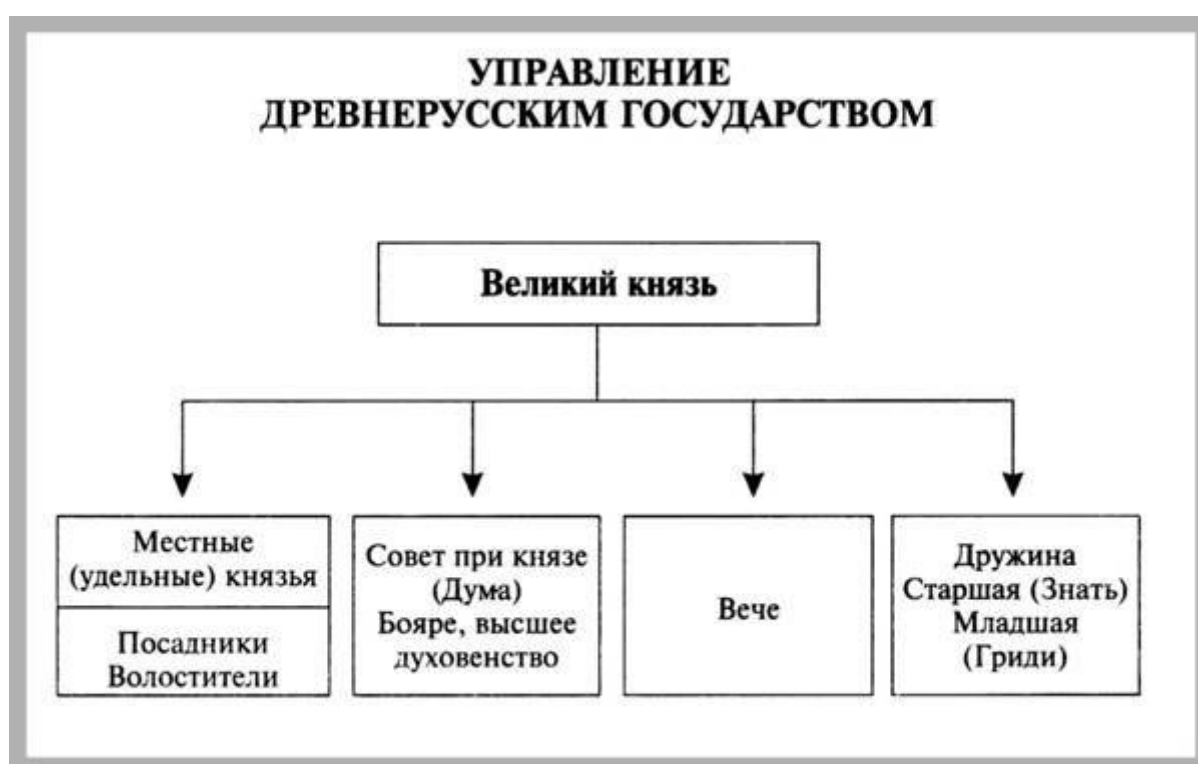 УПРАВЛЕНИЕ
ДРЕВНЕРУССКИМ ГОСУДАРСТВОМ
Великий князь
Местные
(удельные) князья
Посадники
Волостители
Совет при князе
(Дума)
Бояре, высшее
духовенство
Вече
Дружина
Старшая (Знать)
Младшая
(Гриди)